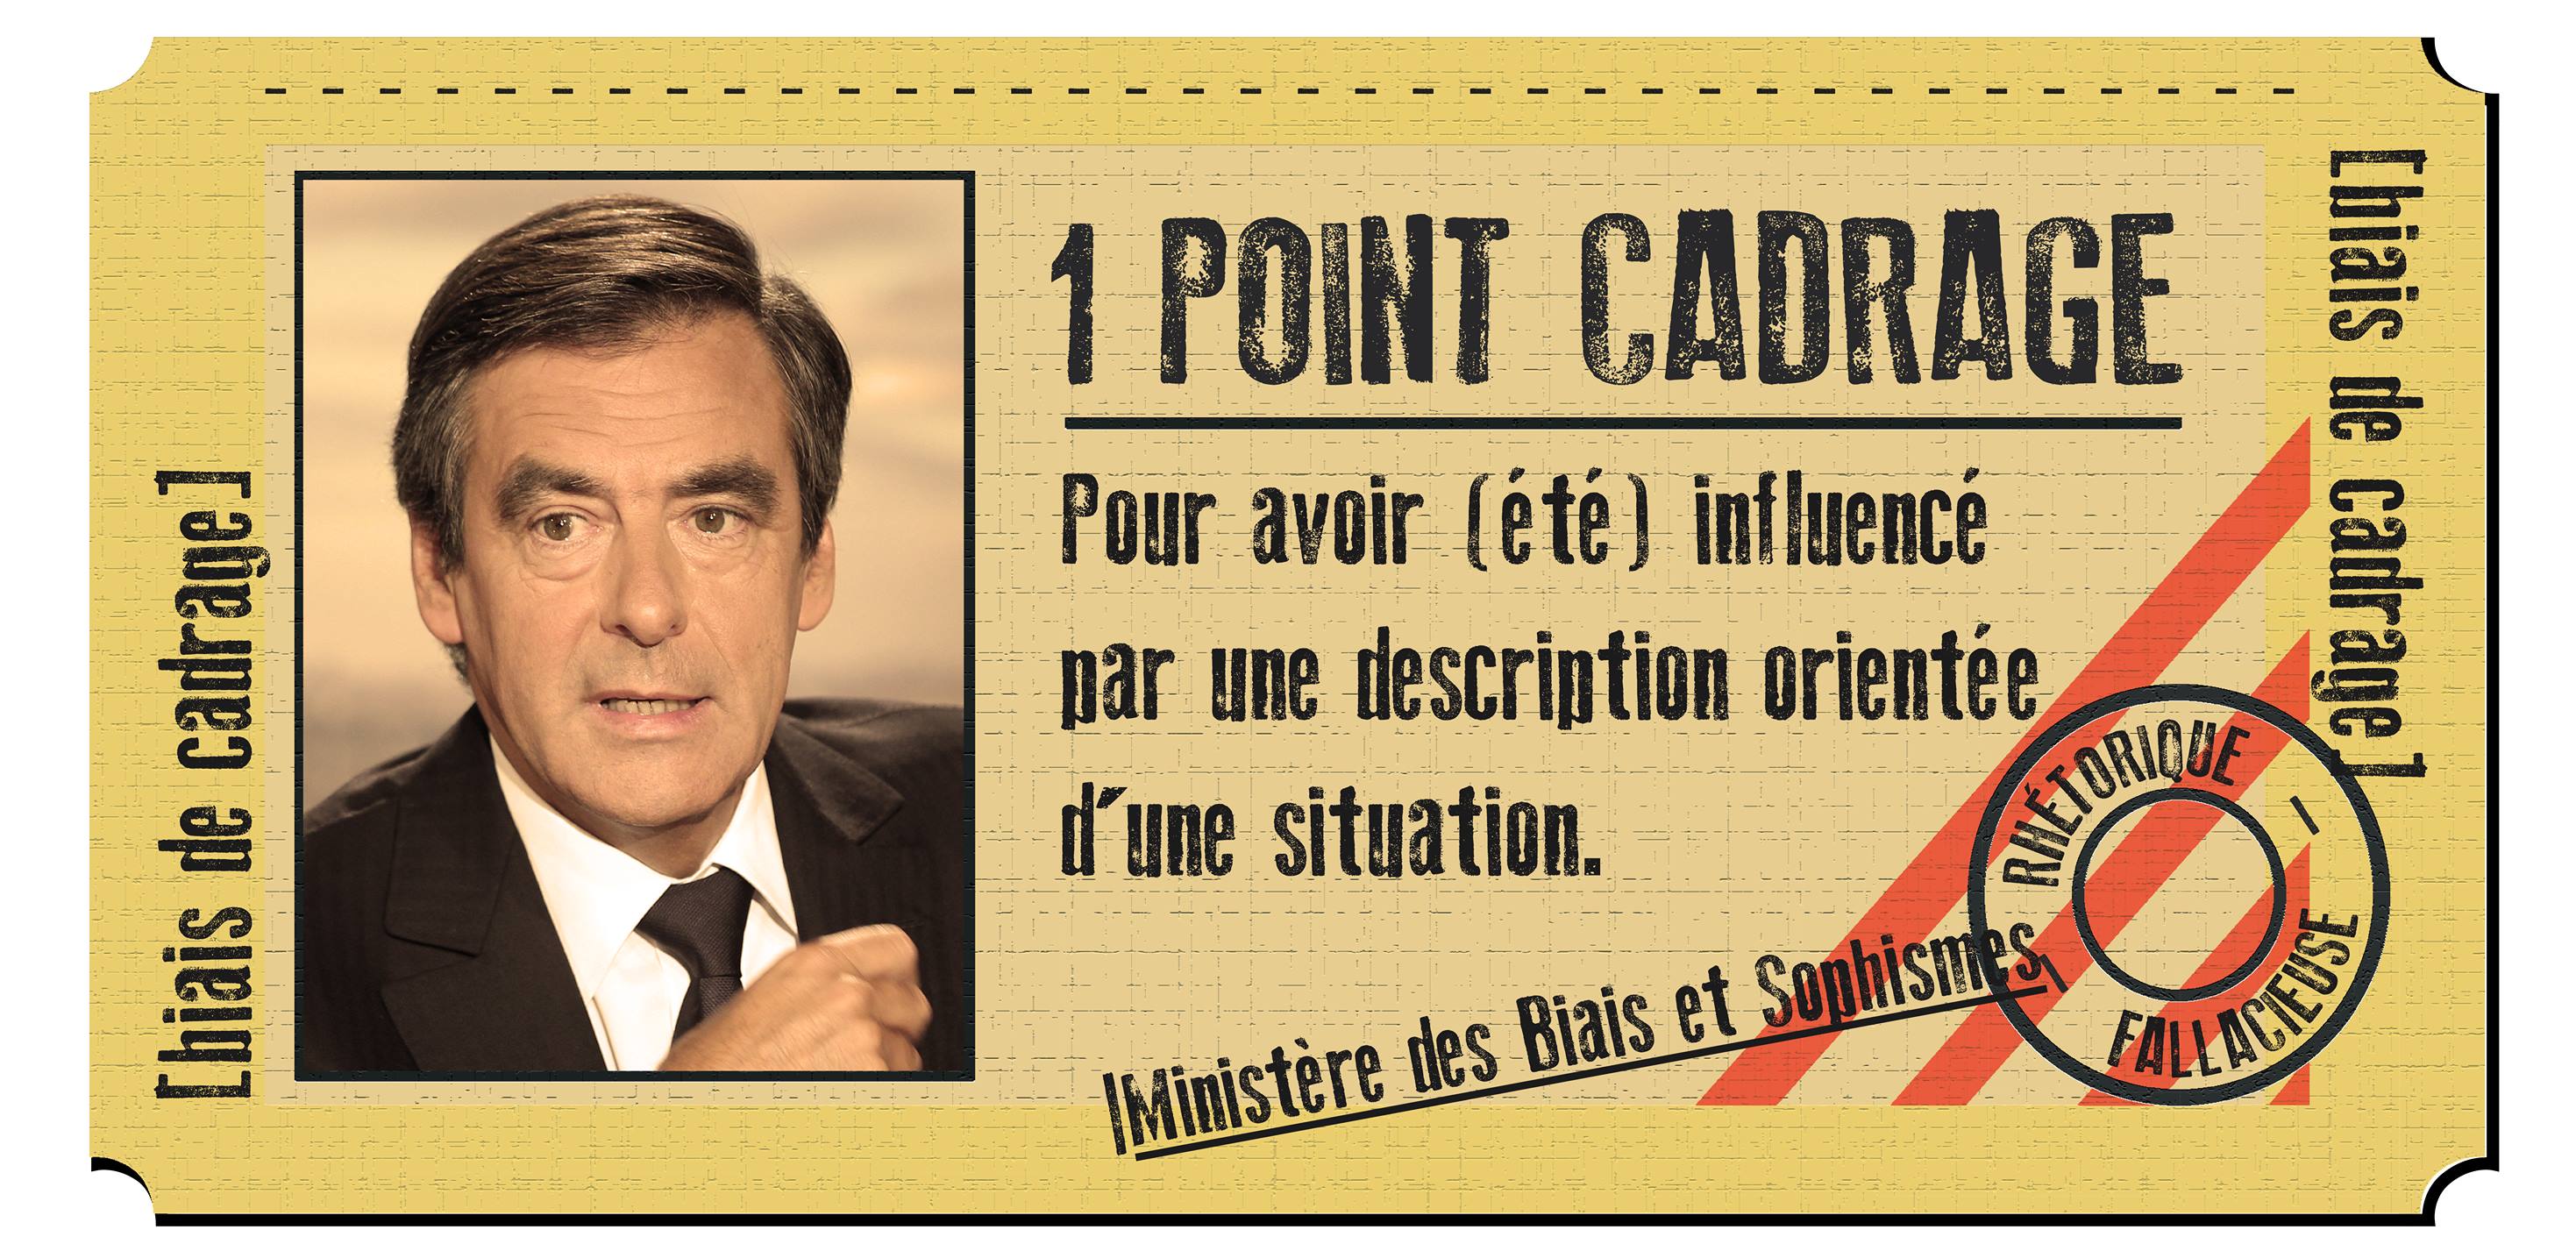 [biais de cadrage]
1 POINT CADRAGE
Pour avoir (été) influencé
par une description orientée
d'une situation.
|Ministère des Biais et Sophismes|
RHÉTORIQUE
FALLACIEUSE
[biais de cadrage]